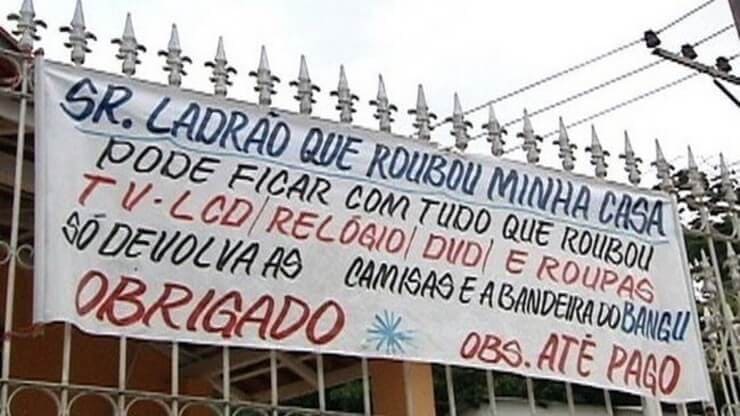 SR. LADRÃO QUE ROUBOU MINHA CASA
PODE FICAR COM TUDO QUE ROUBOU
TV-LCD/RELÓGIO/DVD/ E ROUPAS
SÓ DEVOLVA AS CAMISAS E A BANDEIRA DO BANGU
OBRIGADO OBS. ATÉ PAGO